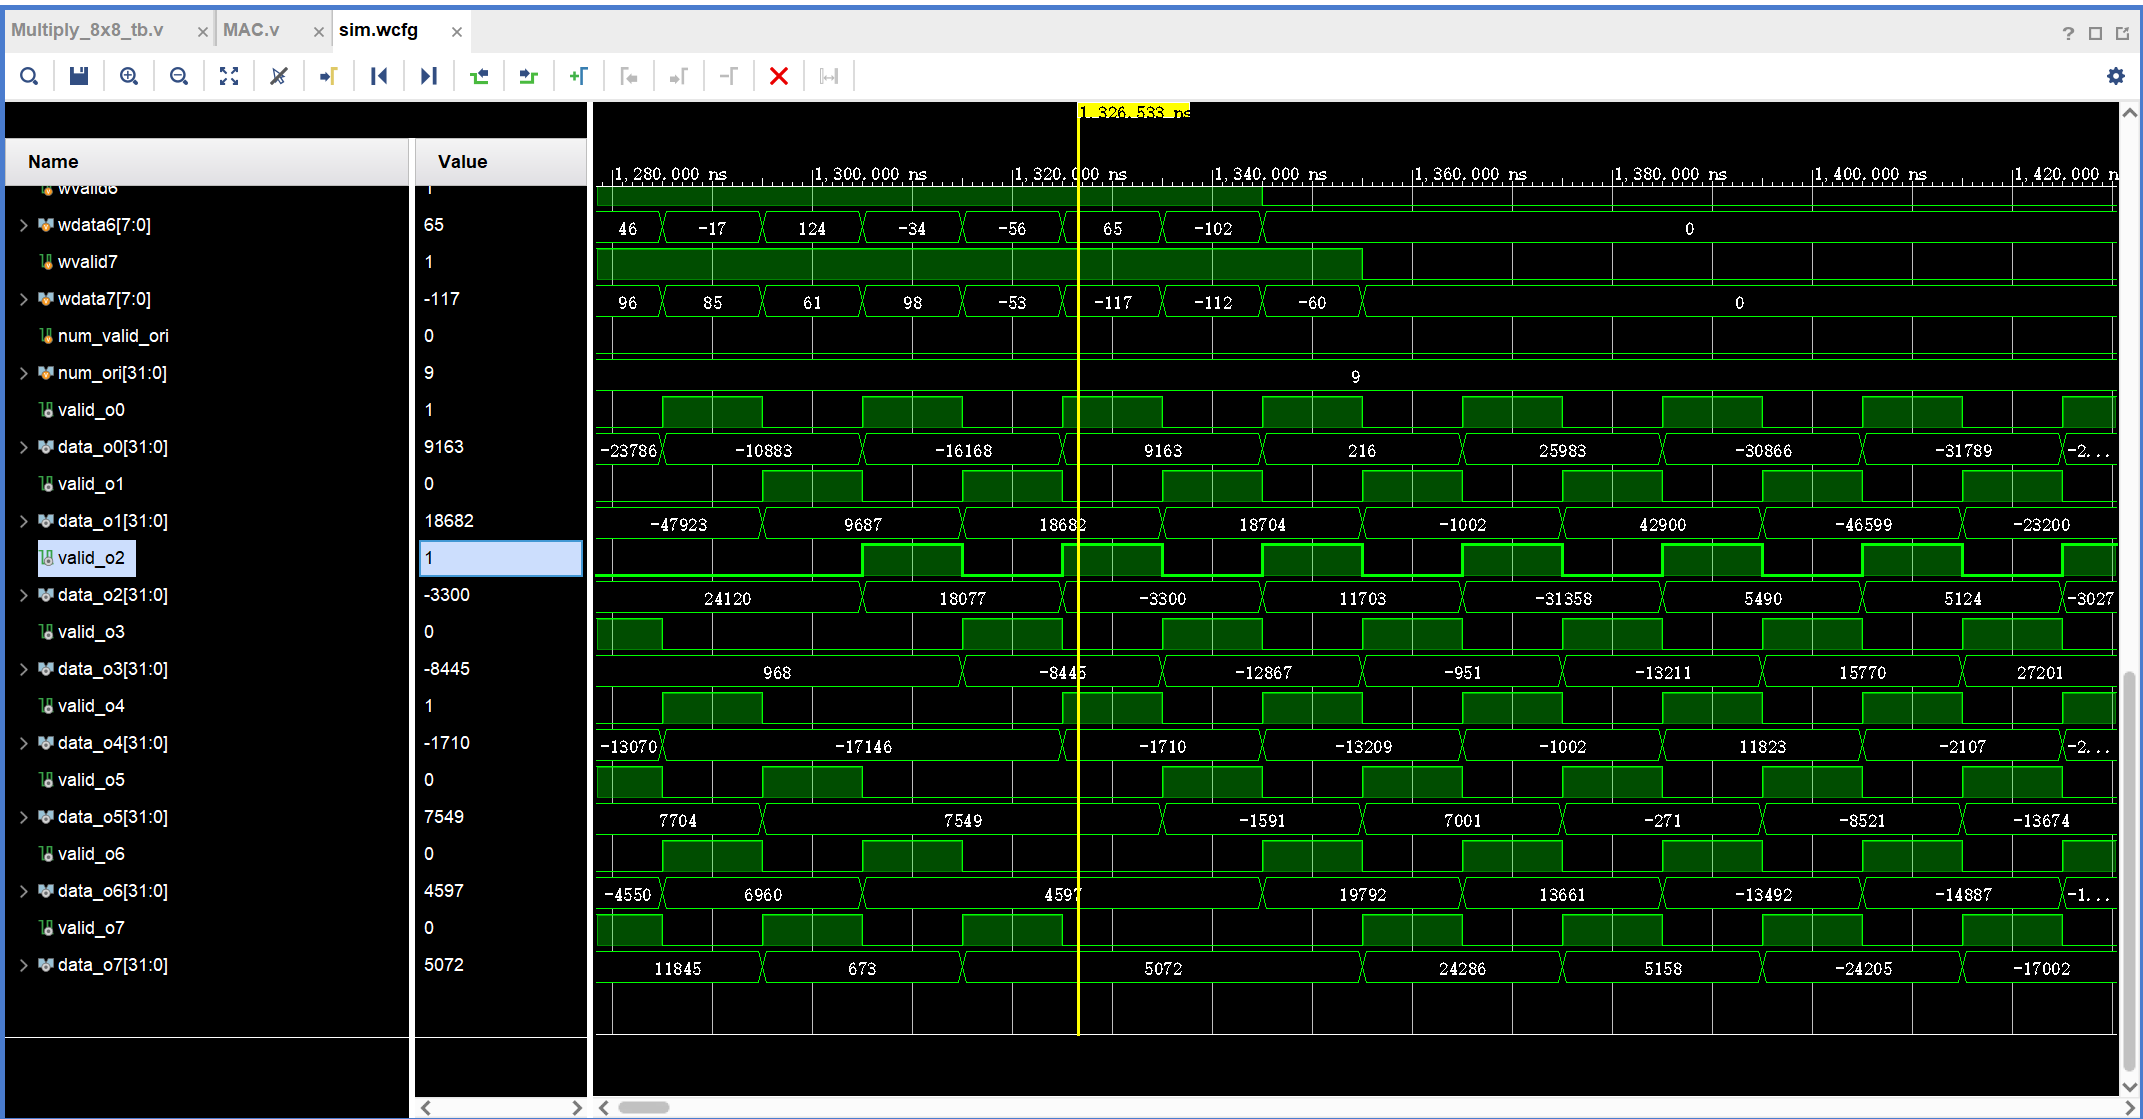 Multiply_8x8_tb.v × MAC.v × sim.wcfg ×
1,326.533 ns
Name Value
1,280.000 ns 1,300.000 ns 1,320.000 ns 1,340.000 ns 1,360.000 ns 1,380.000 ns 1,400.000 ns 1,420.000 n
wvalid6 1
wdata6[7:0] 65 46 -17 124 -34 -56 65 -102 0
wvalid7 1
wdata7[7:0] -117 96 85 61 98 -53 -117 -112 -60 0
num_valid_ori 0
num_ori[31:0] 9 9
valid_o0 1
data_o0[31:0] 9163 -23786 -10883 -16168 9163 216 25983 -30866 -31789 -2...
valid_o1 0
data_o1[31:0] 18682 -47923 9687 18682 18704 -1002 42900 -46599 -23200
valid_o2 1
data_o2[31:0] -3300 24120 18077 -3300 11703 -31358 5490 5124 -3027
valid_o3 0
data_o3[31:0] -8445 968 -8445 -12867 -951 -13211 15770 27201
valid_o4 1
data_o4[31:0] -1710 -13070 -17146 -1710 -13209 -1002 11823 -2107 -2...
valid_o5 0
data_o5[31:0] 7549 7704 7549 -1591 7001 -271 -8521 -13674
valid_o6 0
data_o6[31:0] 4597 -4550 6960 4597 19792 13661 -13492 -14887 -1...
valid_o7 0
data_o7[31:0] 5072 11845 673 5072 24286 5158 -24205 -17002